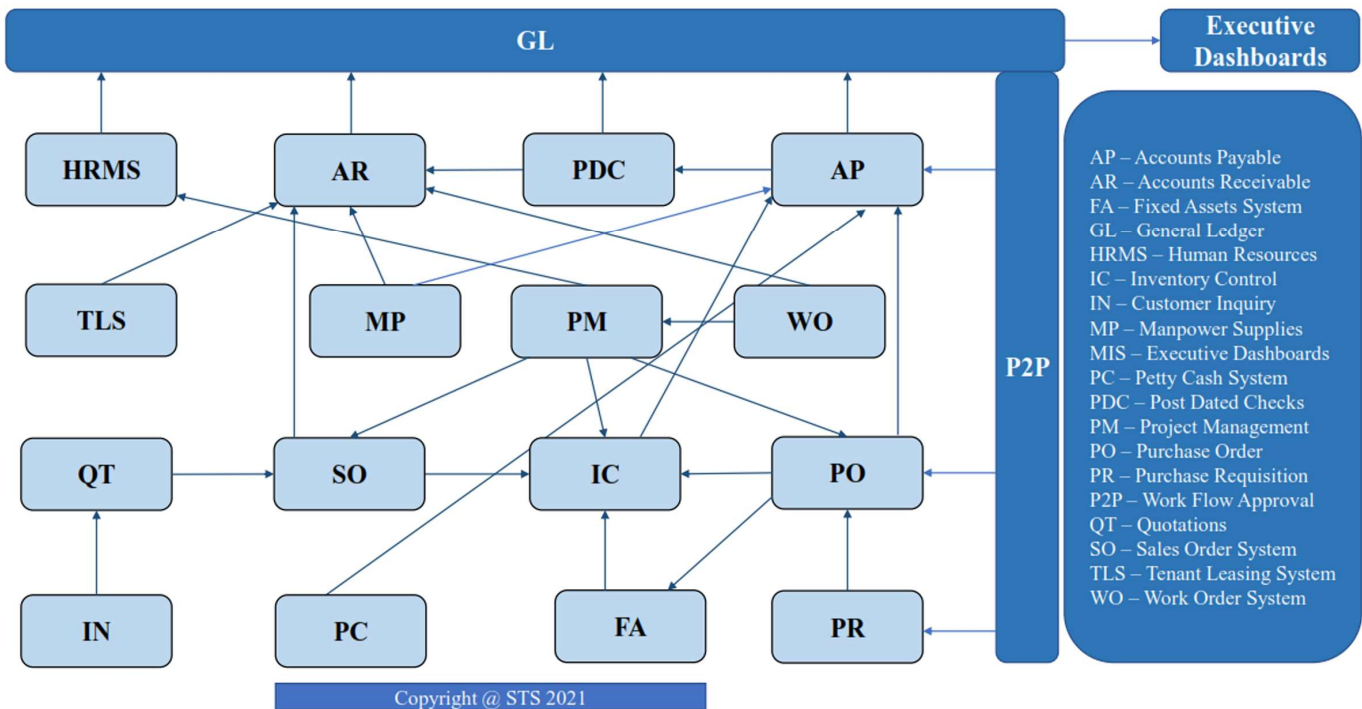 GL
Executive
Dashboards
HRMS
AR
PDC
AP
TLS
MP
PM
WO
P2P
QT
SO
IC
PO
IN
PC
FA
PR
AP – Accounts Payable
AR – Accounts Receivable
FA – Fixed Assets System
GL – General Ledger
HRMS – Human Resources
IC – Inventory Control
IN – Customer Inquiry
MP – Manpower Supplies
MIS – Executive Dashboards
PC – Petty Cash System
PDC – Post Dated Checks
PM – Project Management
PO – Purchase Order
PR – Purchase Requisition
P2P – Work Flow Approval
QT – Quotations
SO – Sales Order System
TLS – Tenant Leasing System
WO – Work Order System
Copyright @ STS 2021